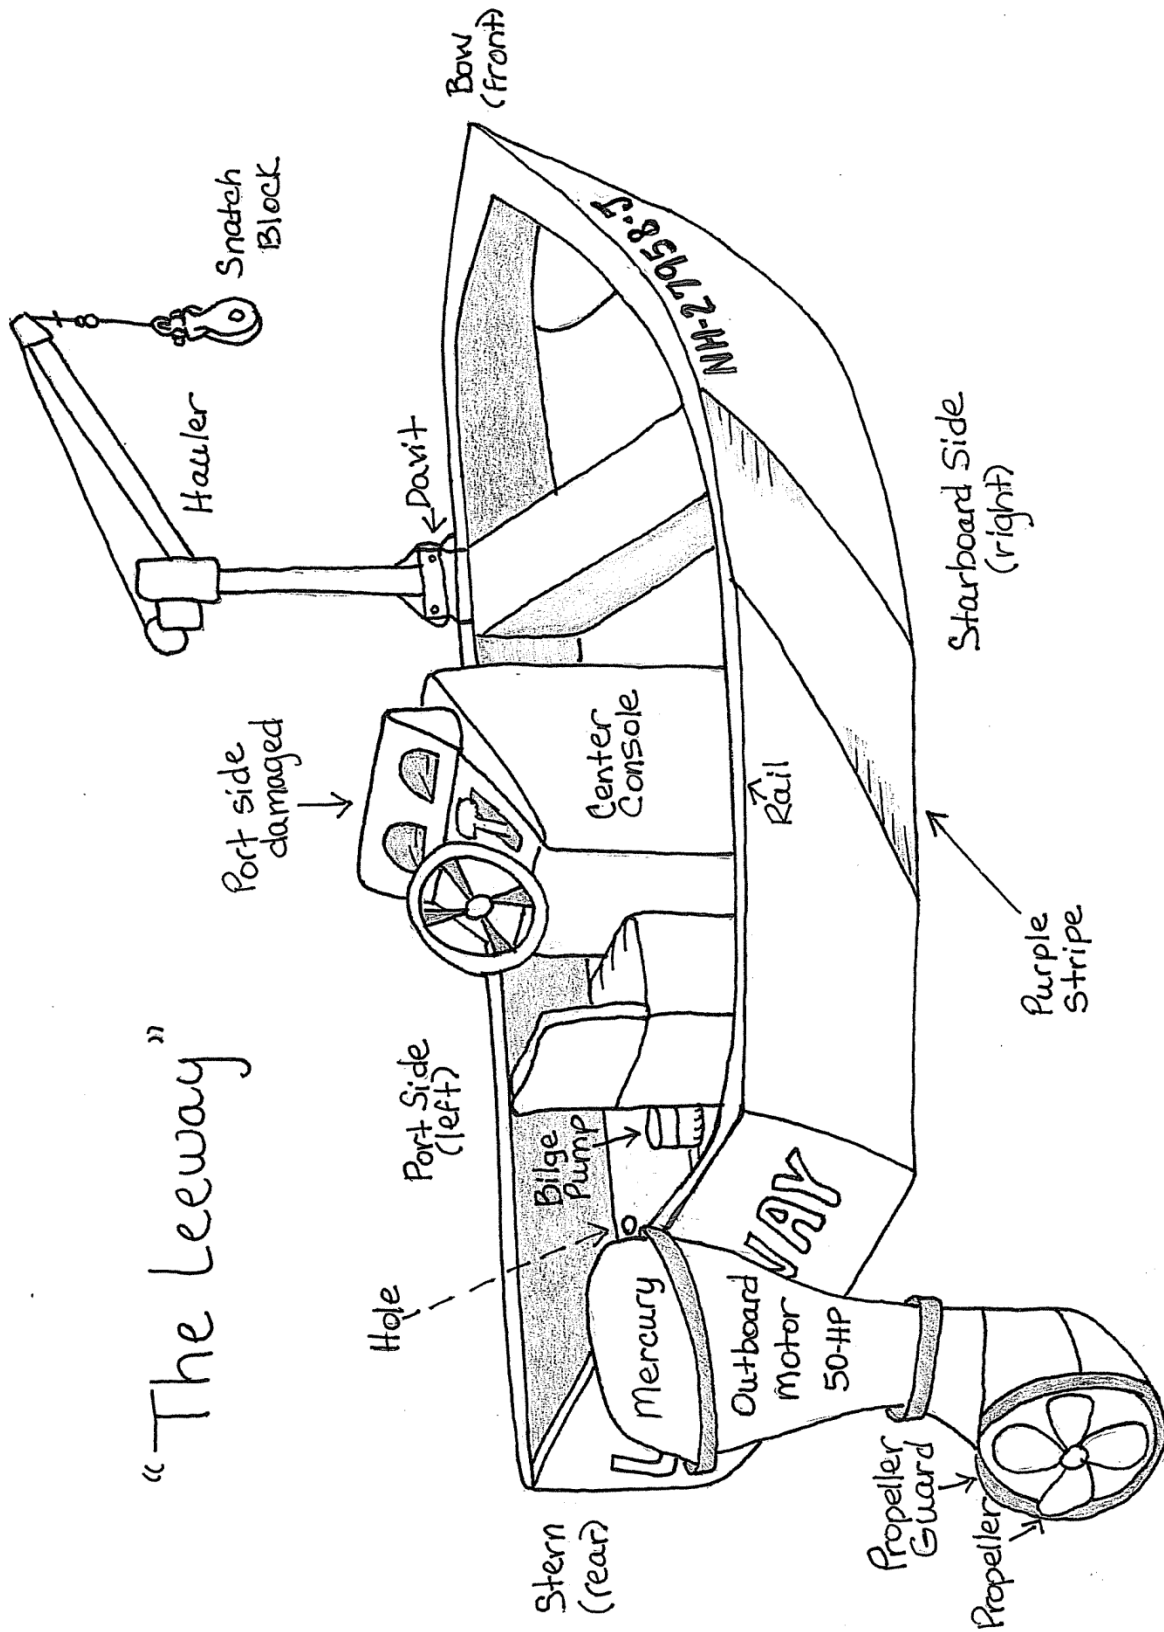 "The Leeway"
Snatch
Block
Hauler
Davit
Bow
(front)
Port side
damaged
Port Side
(left)
Hole
Bilge
Pump
Center
Console
Rail
NH-27958-J
Stern
(rear)
Mercury
Outboard
Motor
50-HP
L
WAY
Starboard Side
(right)
Purple
Stripe
Propeller
Guard
Propeller